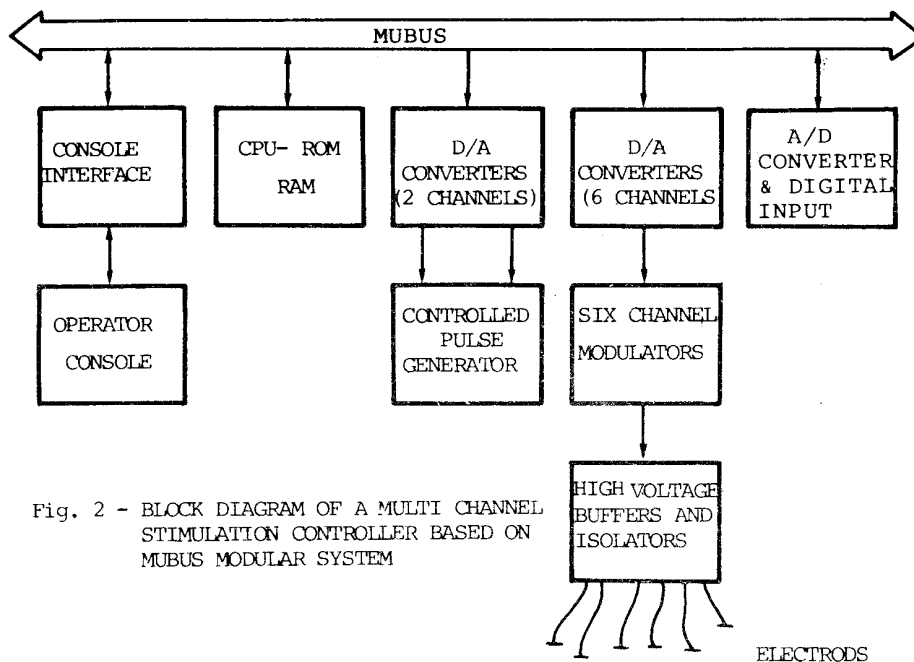 MUBUS
CONSOLE
INTERFACE
CPU- ROM
RAM
D/A
CONVERTERS
(2 CHANNELS)
D/A
CONVERTERS
(6 CHANNELS
A/D
CONVERTER
& DIGITAL
INPUT
OPERATOR
CONSOLE
CONTROLLED
PULSE
GENERATOR
SIX CHANNEL
MODULATORS
HIGH VOLTAGE
BUFFERS AND
ISOLATORS
Fig. 2 - BLOCK DIAGRAM OF A MULTI CHANNEL
STIMULATION CONTROLLER BASED ON
MUBUS MODULAR SYSTEM
ELECTRODS